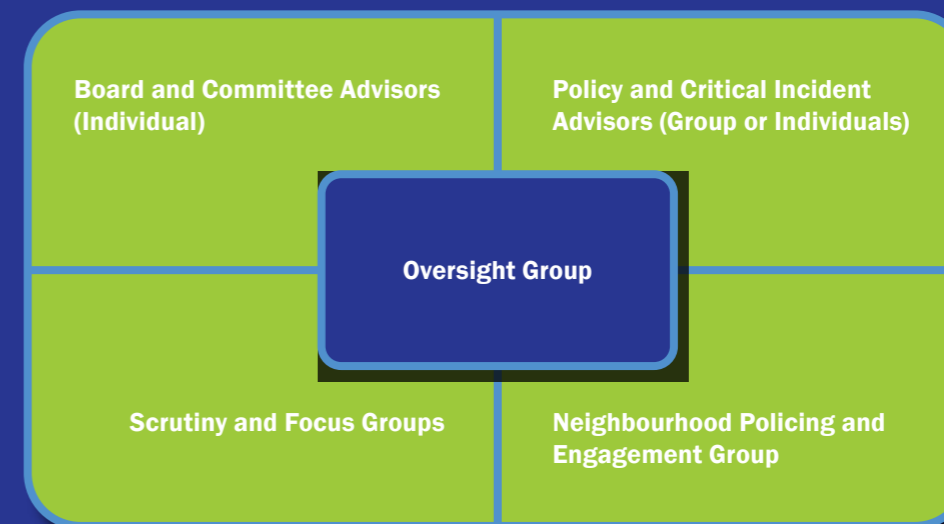 Board and Committee Advisors
(Individual)
Policy and Critical Incident
Advisors (Group or Individuals)
Oversight Group
Scrutiny and Focus Groups
Neighbourhood Policing and
Engagement Group